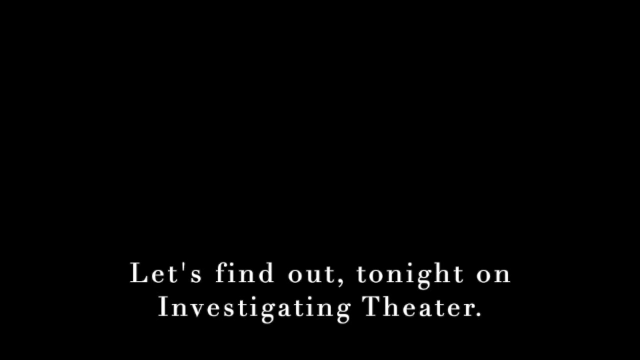 Let's find out, tonight on
Investigating Theater.